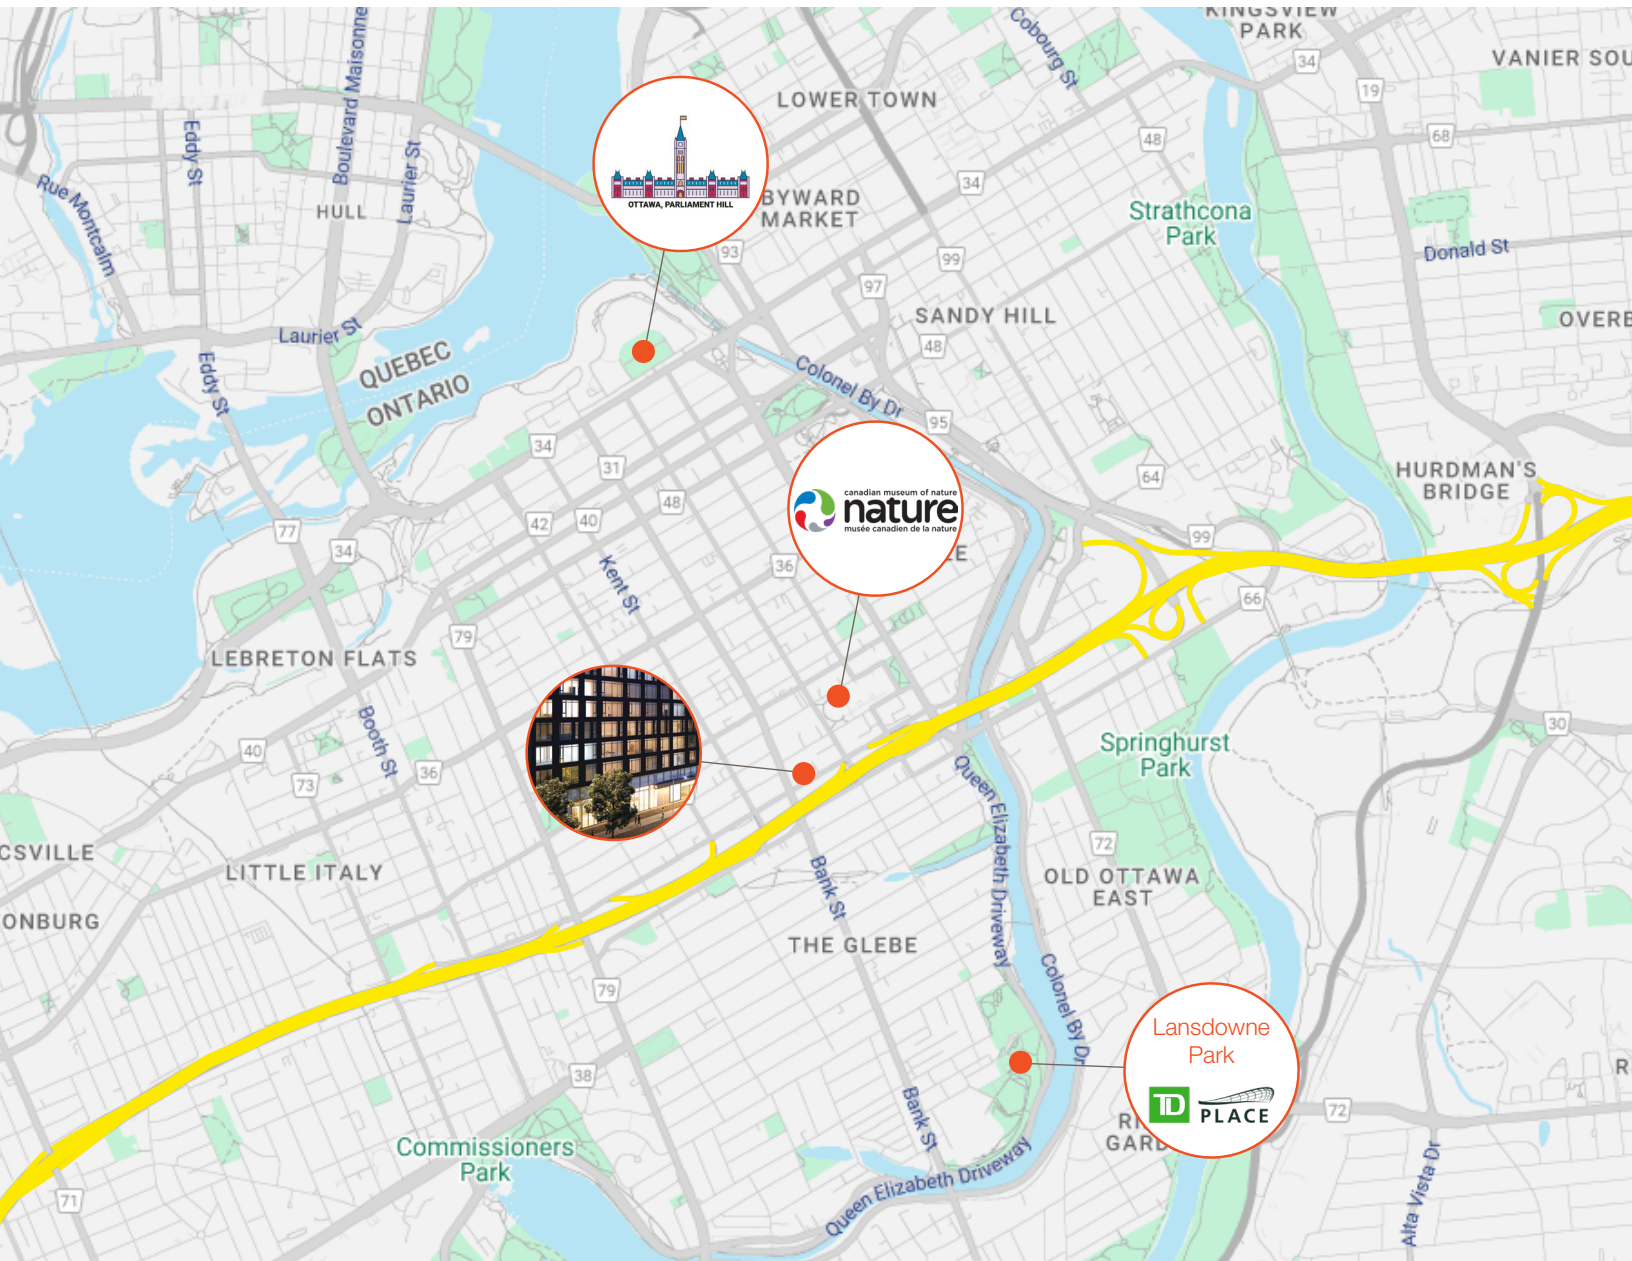 KINGSVIEW
PARK
Cobourg St
34
VANIER SOU
Boulevard Maisonne
19
LOWER TOWN
68
48
Eddy St
Laurier St
OTTAWA, PARLIAMENT HILL
34
Rue Montcalm
HULL
BYWARD
MARKET
Strathcona
Park
93
99
Donald St
97
Laurier St
SANDY HILL
OVERB
48
QUEBEC
ONTARIO
Eddy St
Colonel By Dr
95
34
31
64
HURDMAN'S
BRIDGE
48
canadian museum of nature
nature
musée canadien de la nature
77
42
40
99
34
36
E
Kent St
66
79
LEBRETON FLATS
Booth St
40
30
73
36
Springhurst
Park
Queen Elizabeth Driveway
72
CSVILLE
LITTLE ITALY
Bank St
OLD OTTAWA
EAST
ONBURG
THE GLEBE
Colonel By Dr
79
Lansdowne
Park
TD
PLACE
38
R
72
Bank St
RI
GARD
Commissioners
Park
Queen Elizabeth Driveway
Alta Vista Dr
71